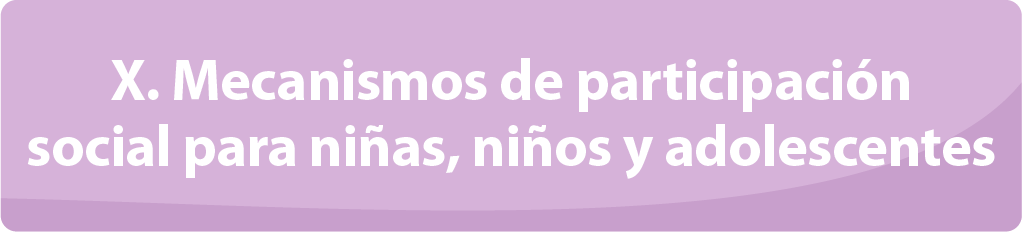 X. Mecanismos de participación
social para niñas, niños y adolescentes